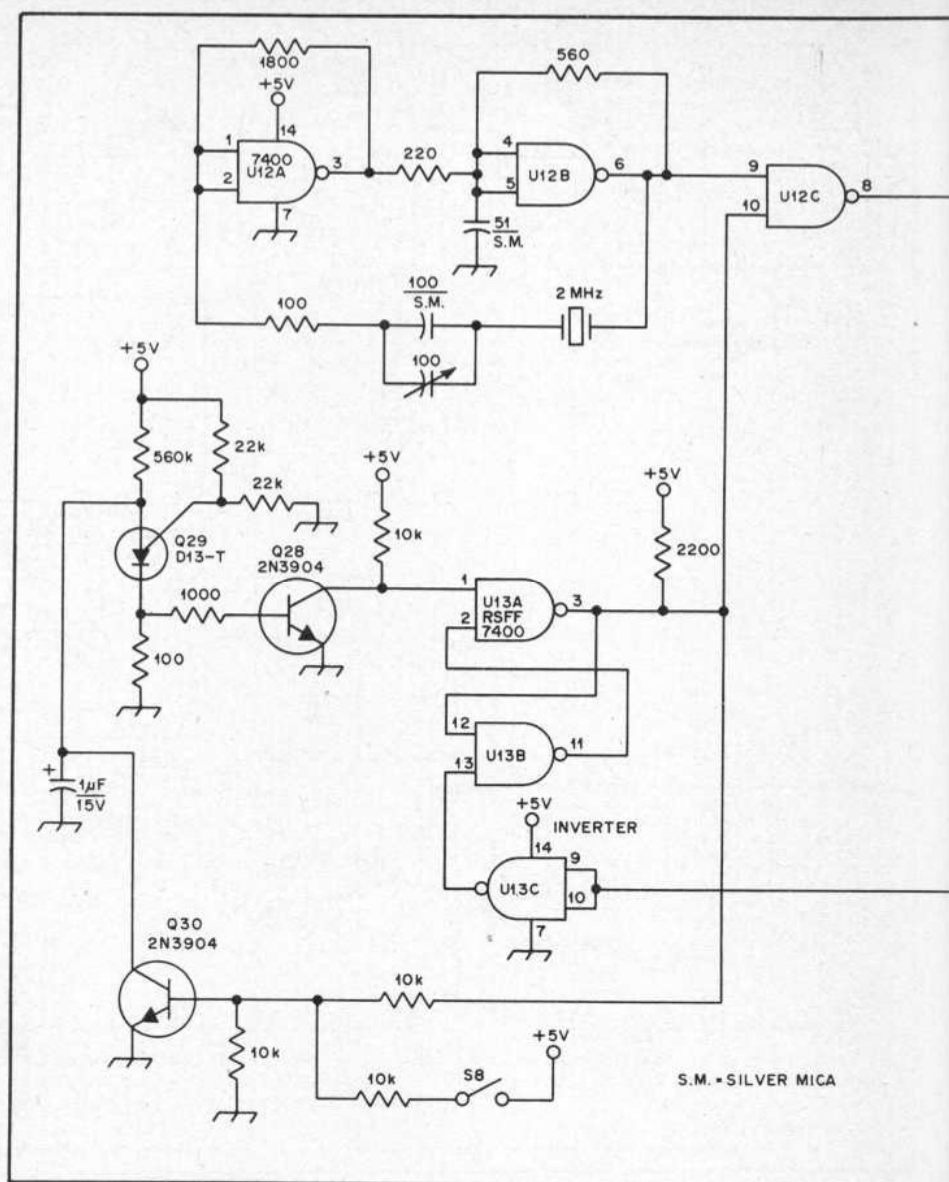 1800
560
+5V
14
1
7400
U12A
3
2
7
220
4
5
U12B
6
9
10
U12C
8
51
S.M.
100
100
S.M.
2 MHz
100
+5V
560k
22k
22k
+5V
10k
+5V
2200
Q29
D13-T
Q28
2N3904
1000
100
1
2
U13A
RSFF
7400
3
12
13
U13B
11
+
1µF
15V
+5V
INVERTER
14
U13C
9
10
7
Q30
2N3904
10k
10k
10k
S8
+5V
S.M. = SILVER MICA